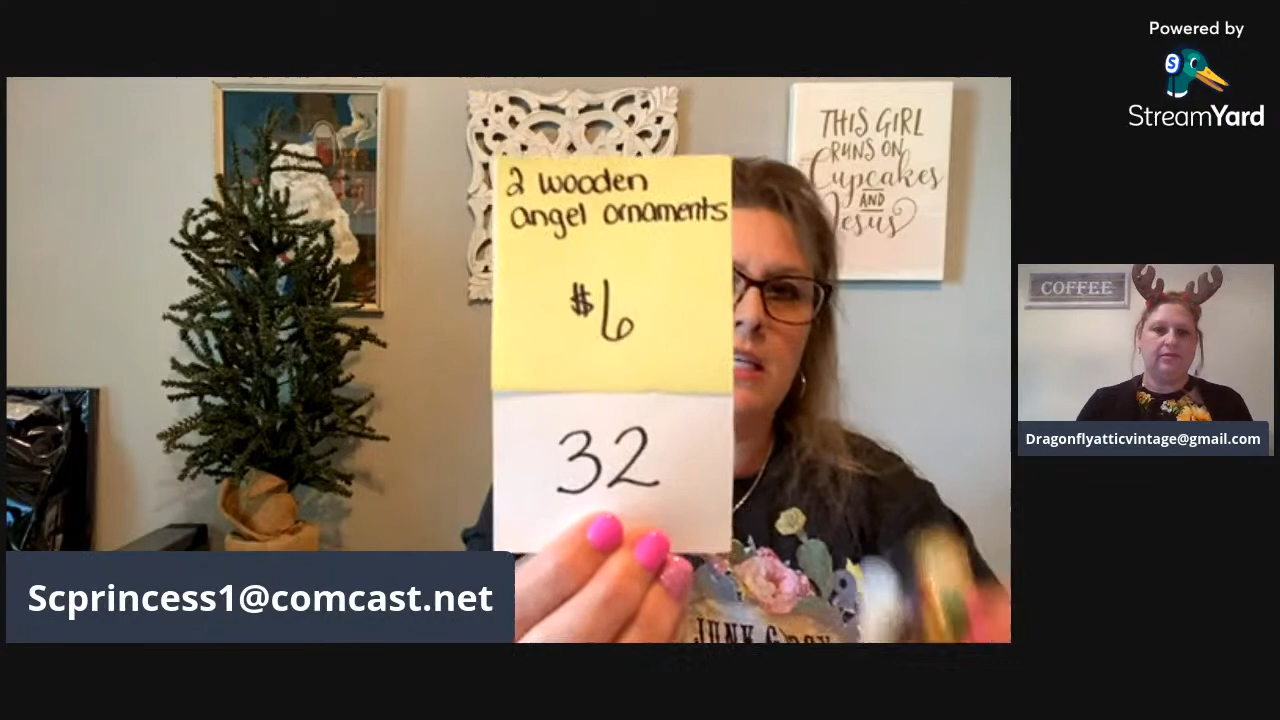 Powered by
StreamYard
2 wooden
angel ornaments
$6
32
THIS GIRL
RUNS ON
Cupcakes
AND
Jesus
COFFEE
Dragonflyatticvintage@gmail.com
Scprincess1@comcast.net
JUNK